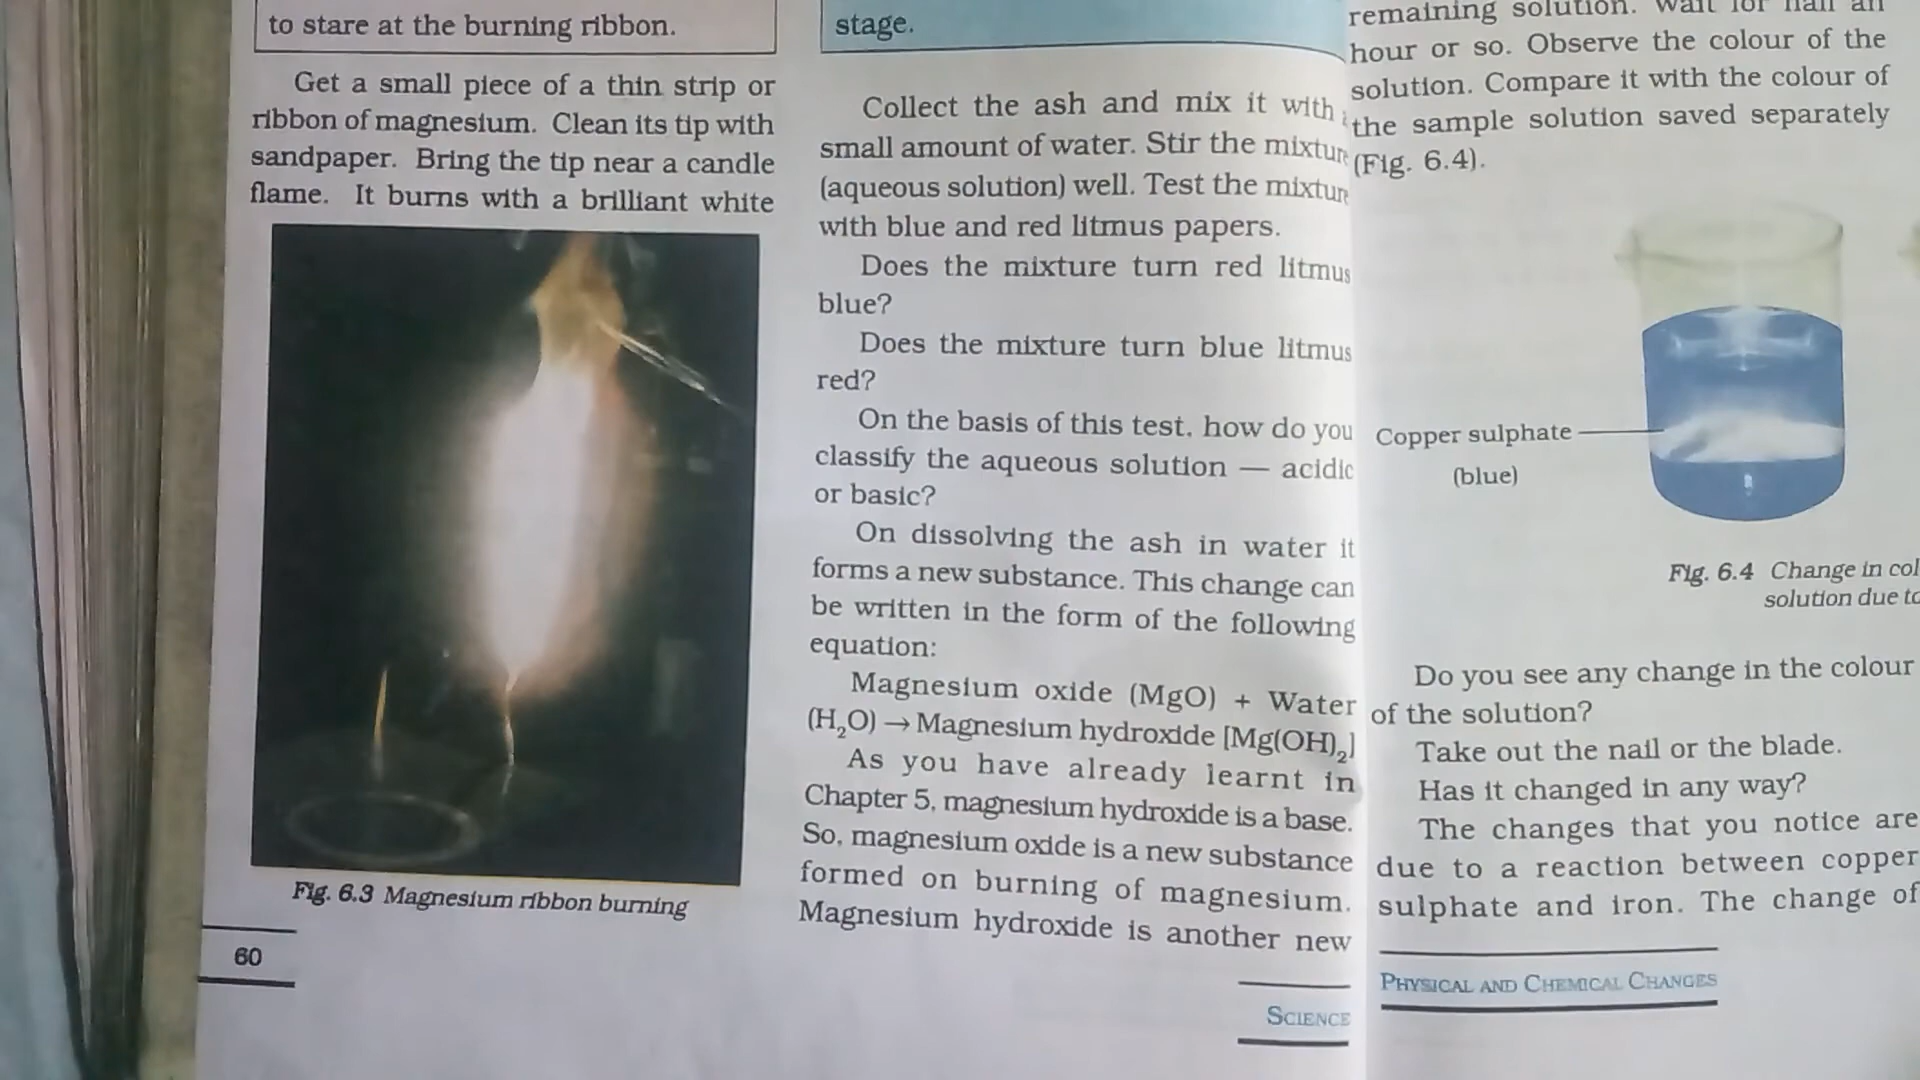 to stare at the burning ribbon.
Get a small piece of a thin strip or
ribbon of magnesium. Clean its tip with
sandpaper. Bring the tip near a candle
flame. It burns with a brilliant white
Fig. 6.3 Magnesium ribbon burning
60
stage.
Collect the ash and mix it with
small amount of water. Stir the mixture
(aqueous solution) well. Test the mixture
with blue and red litmus papers.
Does the mixture turn red litmus
blue?
Does the mixture turn blue litmus
red?
On the basis of this test, how do you
classify the aqueous solution — acidic
or basic?
On dissolving the ash in water it
forms a new substance. This change can
be written in the form of the following
equation:
Magnesium oxide (MgO) + Water
(H₂O) → Magnesium hydroxide [Mg(OH)₂]
As you have already learnt in
Chapter 5, magnesium hydroxide is a base.
So, magnesium oxide is a new substance
formed on burning of magnesium.
Magnesium hydroxide is another new
SCIENCE
remaining solution. Wait for half an
hour or so. Observe the colour of the
solution. Compare it with the colour of
the sample solution saved separately
(Fig. 6.4).
Copper sulphate
(blue)
Fig. 6.4 Change in col
solution due to
Do you see any change in the colour
of the solution?
Take out the nail or the blade.
Has it changed in any way?
The changes that you notice are
due to a reaction between copper
sulphate and iron. The change of
PHYSICAL AND CHEMICAL CHANGES